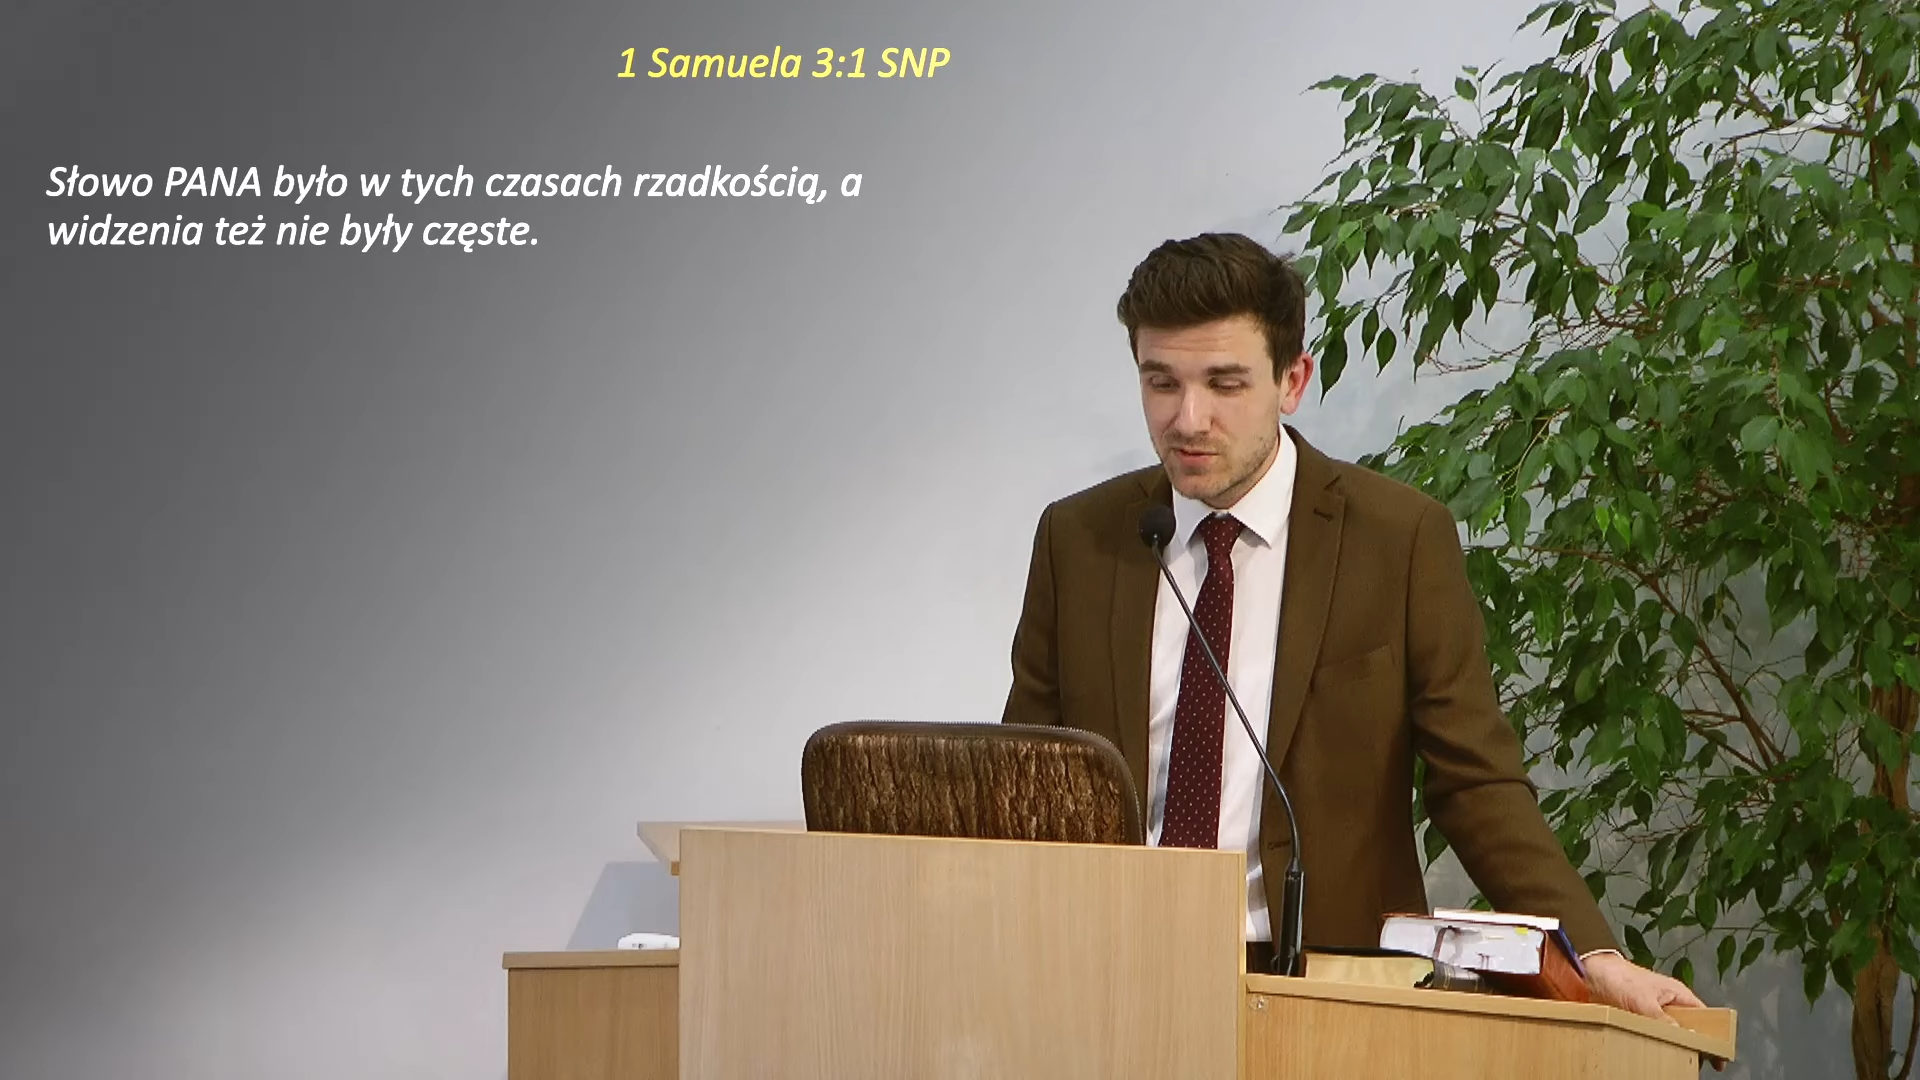 1 Samuela 3:1 SNP
Słowo PANA było w tych czasach rzadkością, a
widzenia też nie były częste.